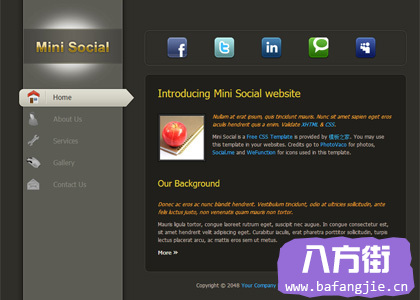 Mini Social
Home
About Us
Services
Gallery
Contact Us
Introducing Mini Social website
Nullam at erat ipsum, quis tincidunt mauris. Nunc sit amet sapien eget eros
iaculis hendrerit quis a enim. Validate XHTML & CSS.
Mini Social is a Free CSS Template is provided by 模板之家. You may use
this template in your websites. Credits go to PhotoVaco for photos,
Social.me and WeFunction for icons used in this template.
Our Background
Donec ac eros ac nunc blandit hendrerit. Vestibulum tincidunt, odio at ultricies sollicitudin, ante
felis luctus justo, non venenatis quam mauris non tortor.
Mauris ligula tortor, congue laoreet rutrum eget, suscipit nec augue. In congue consectetur est,
sit amet hendrerit velit adipiscing eget. Curabitur iaculis, erat pharetra porttitor sollicitudin, turpis
lectus placerat arcu, ac mattis eros sem ut metus.
More »
Copyright © 2048 Your Company
八方街
www.bafangjie.cn